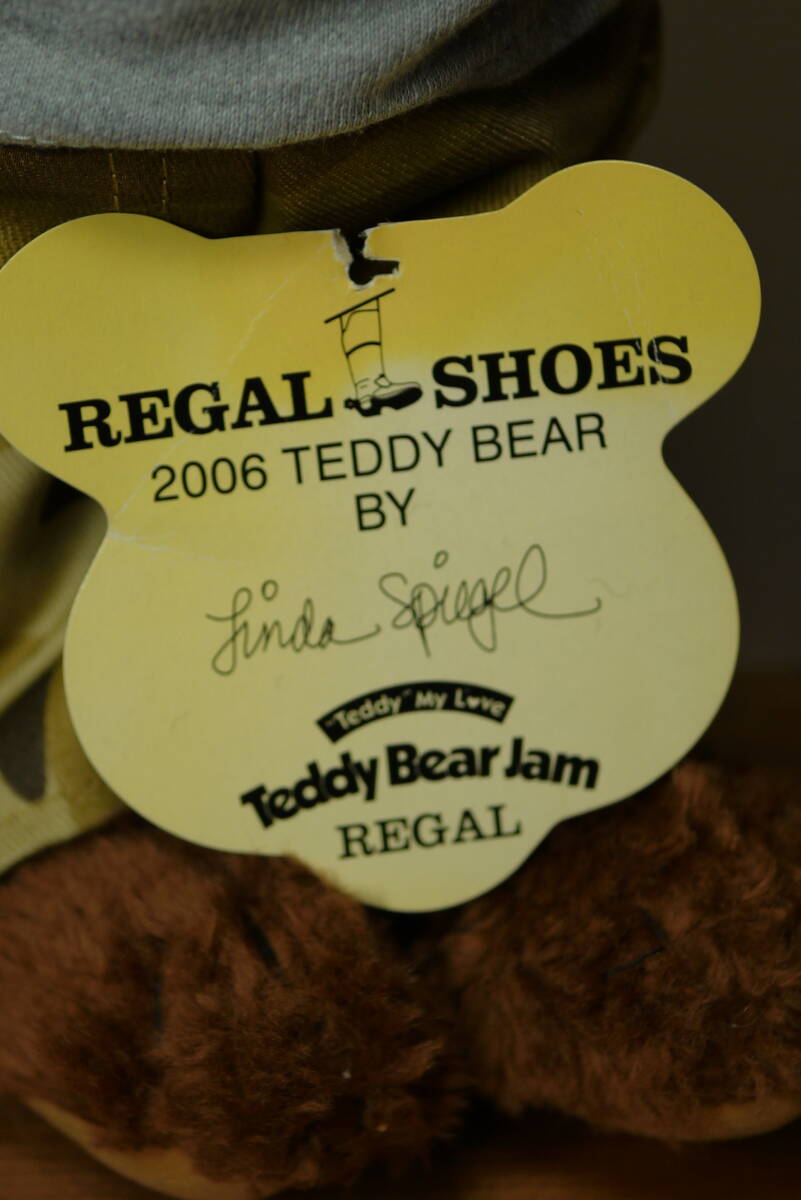 REGAL SHOES
2006 TEDDY BEAR
BY
Linda Spiegel
"Teddy" My Love
Teddy Bear Jam
REGAL